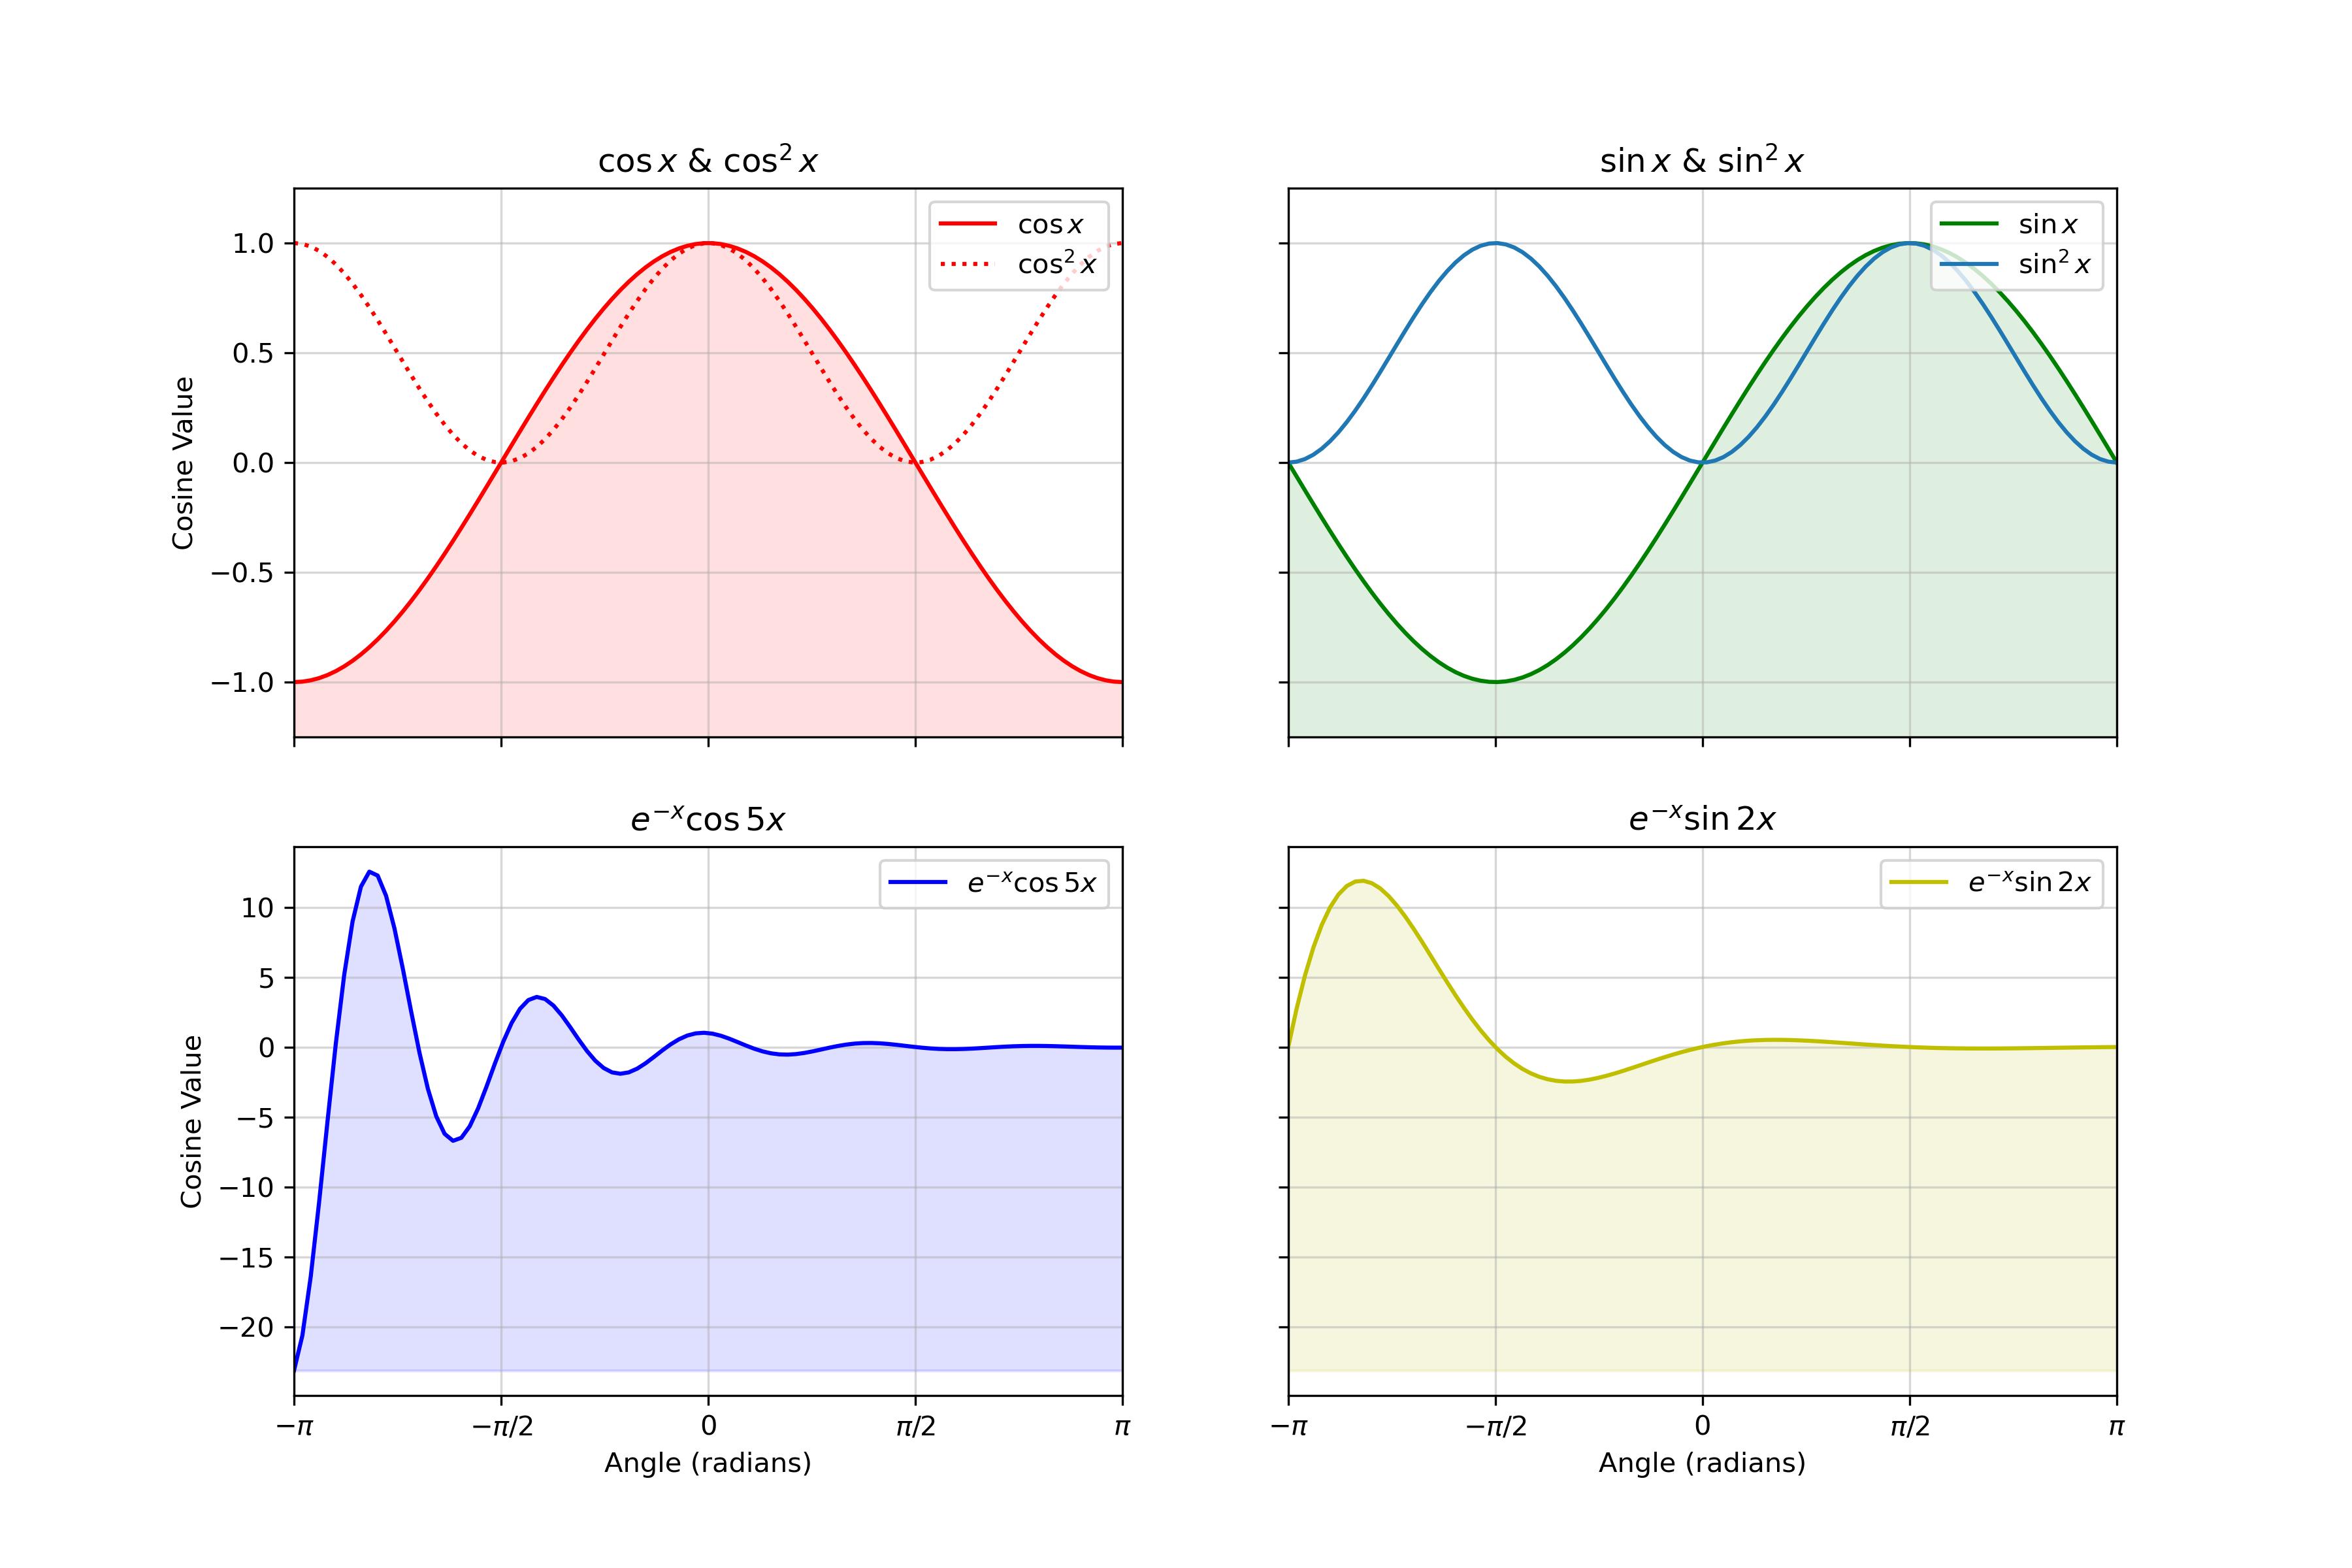 cos x & cos² x
cos x
cos² x
1.0
0.5
0.0
−0.5
−1.0
Cosine Value
sin x & sin² x
sin x
sin² x
e⁻ˣcos 5x
e⁻ˣcos 5x
10
5
0
−5
−10
−15
−20
Cosine Value
−π −π/2 0 π/2 π
Angle (radians)
e⁻ˣsin 2x
e⁻ˣsin 2x
−π −π/2 0 π/2 π
Angle (radians)